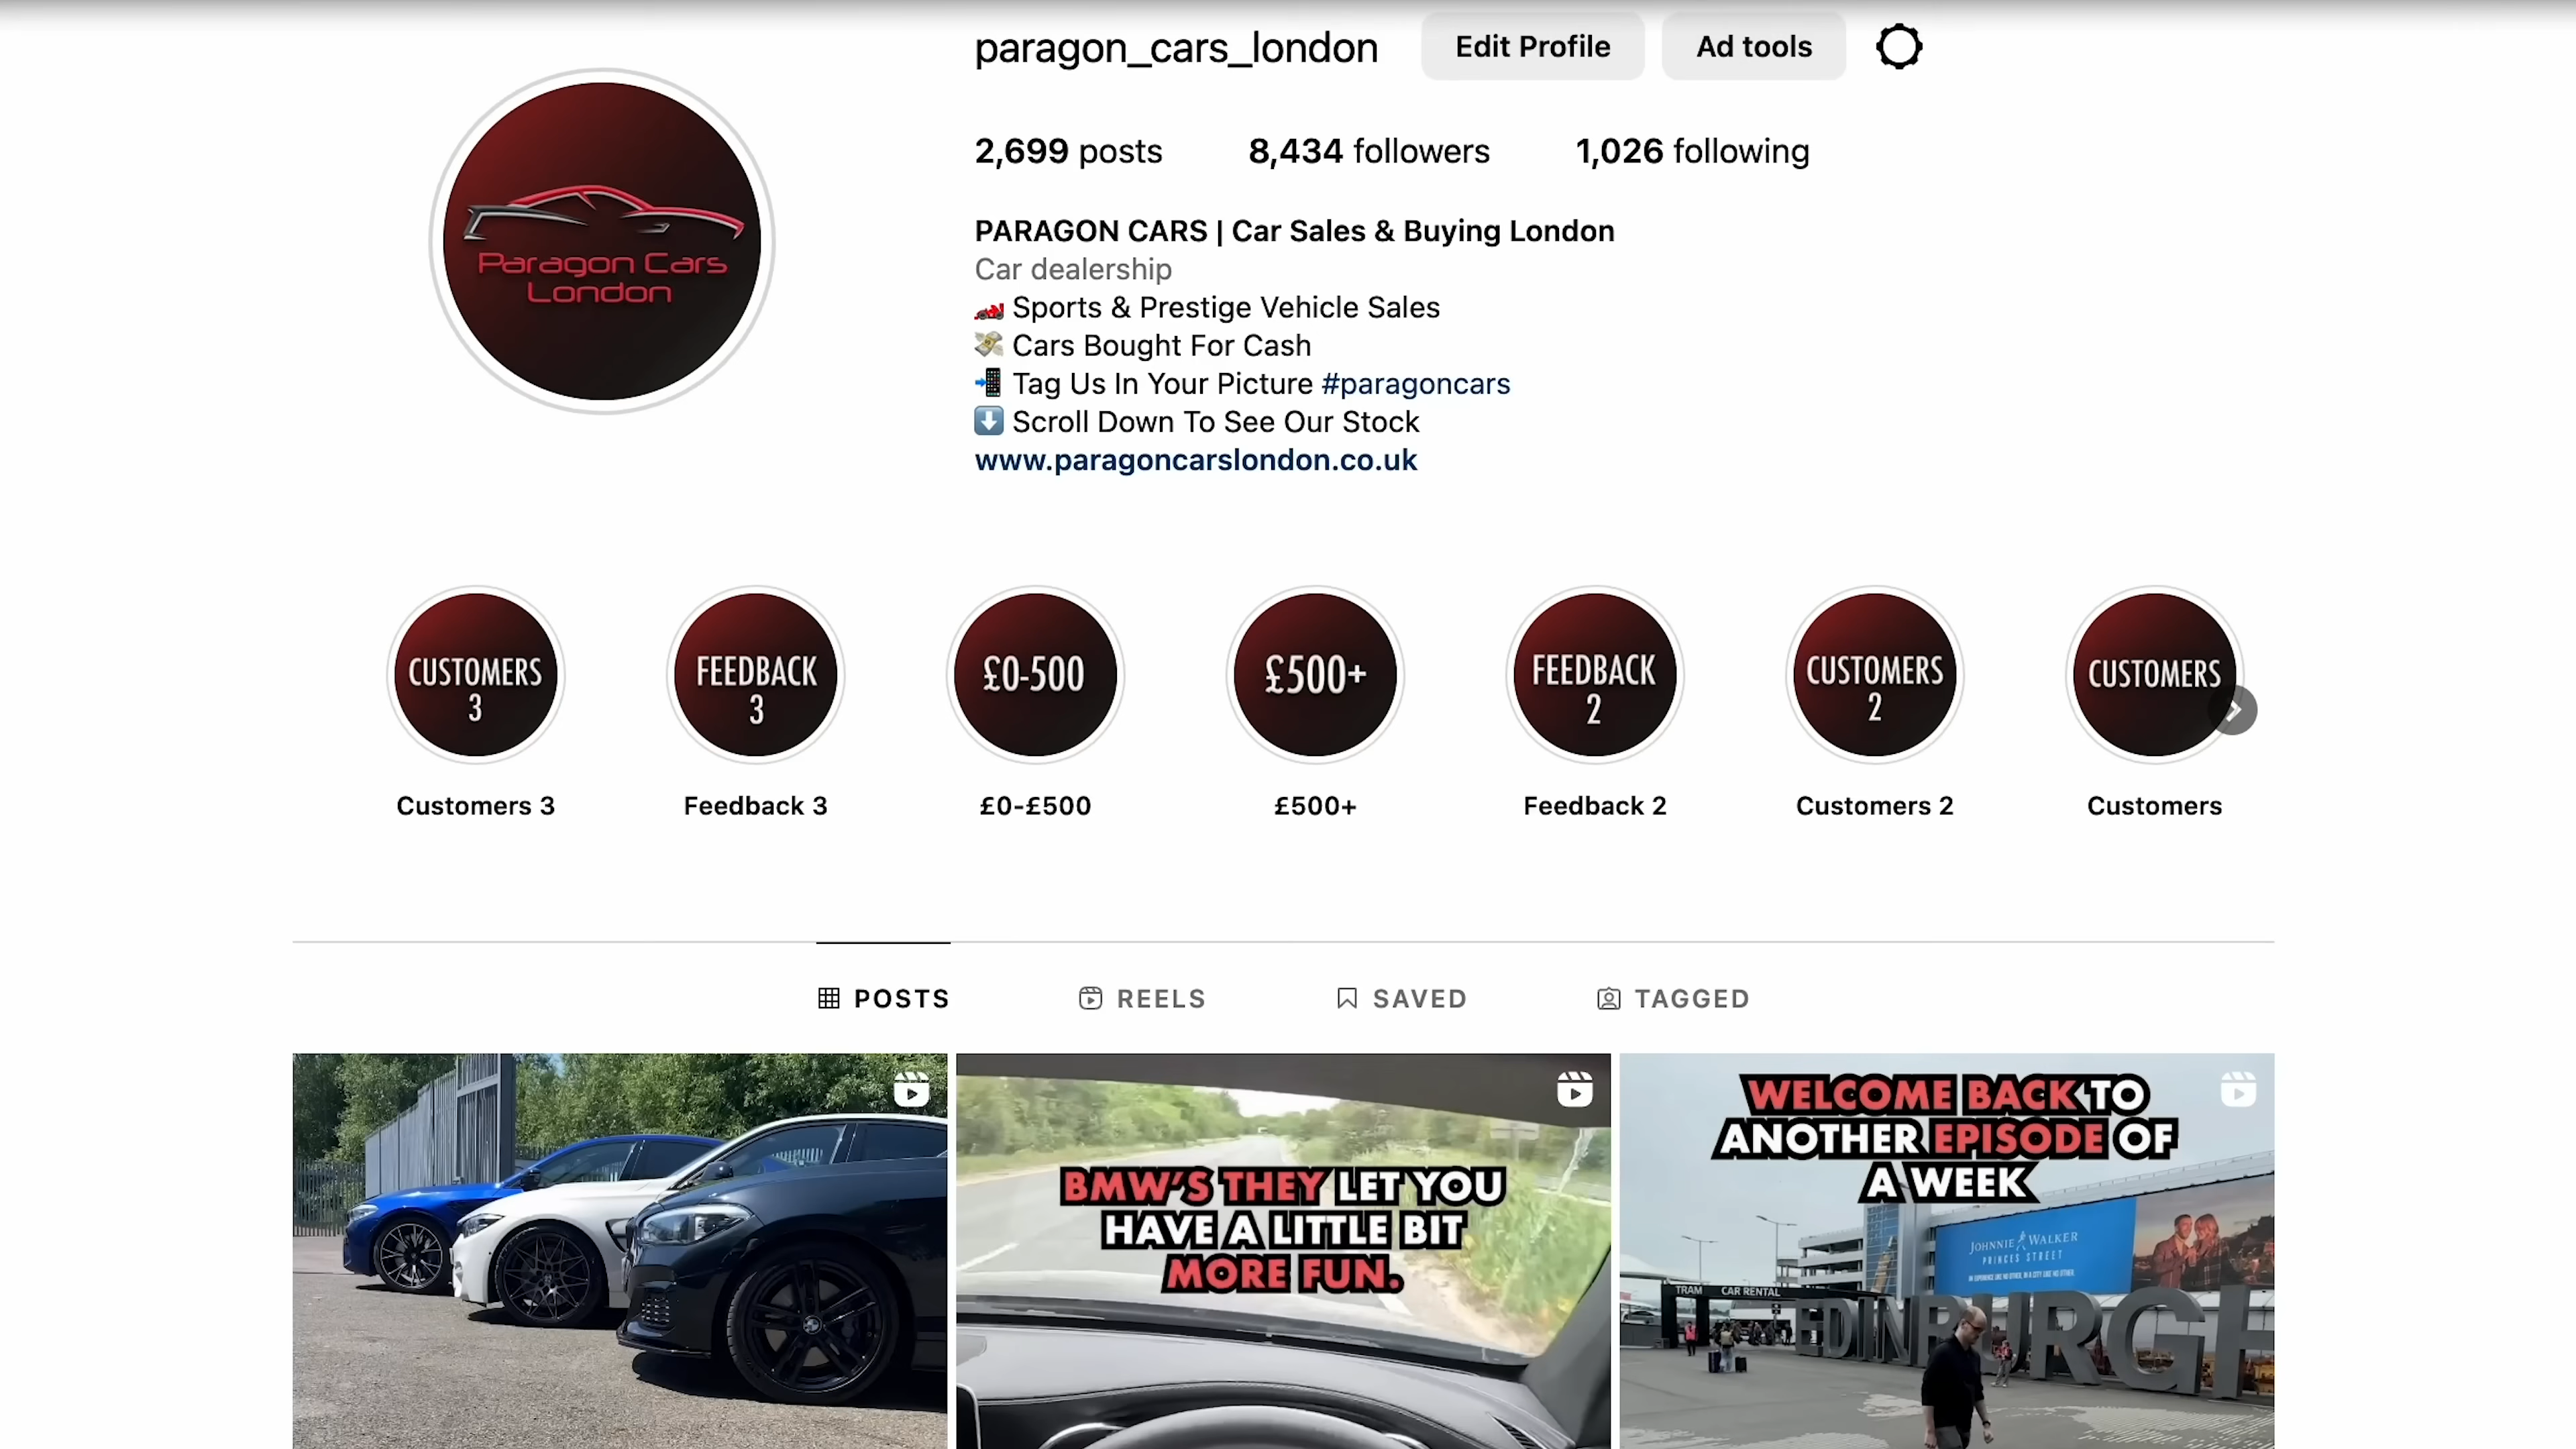 paragon_cars_london
Edit Profile
Ad tools
2,699 posts
8,434 followers
1,026 following
PARAGON CARS | Car Sales & Buying London
Car dealership
Sports & Prestige Vehicle Sales
Cars Bought For Cash
Tag Us In Your Picture #paragoncars
Scroll Down To See Our Stock
www.paragoncarslondon.co.uk
Paragon Cars
London
CUSTOMERS
3
FEEDBACK
3
£0-500
£500+
FEEDBACK
2
CUSTOMERS
2
CUSTOMERS
Customers 3
Feedback 3
£0-£500
£500+
Feedback 2
Customers 2
Customers
POSTS
REELS
SAVED
TAGGED
BMW'S THEY LET YOU
HAVE A LITTLE BIT
MORE FUN.
WELCOME BACK TO
ANOTHER EPISODE OF
A WEEK
JOHNNIE WALKER
PRINCES STREET
TRAM
CAR RENTAL
EDINBURGH